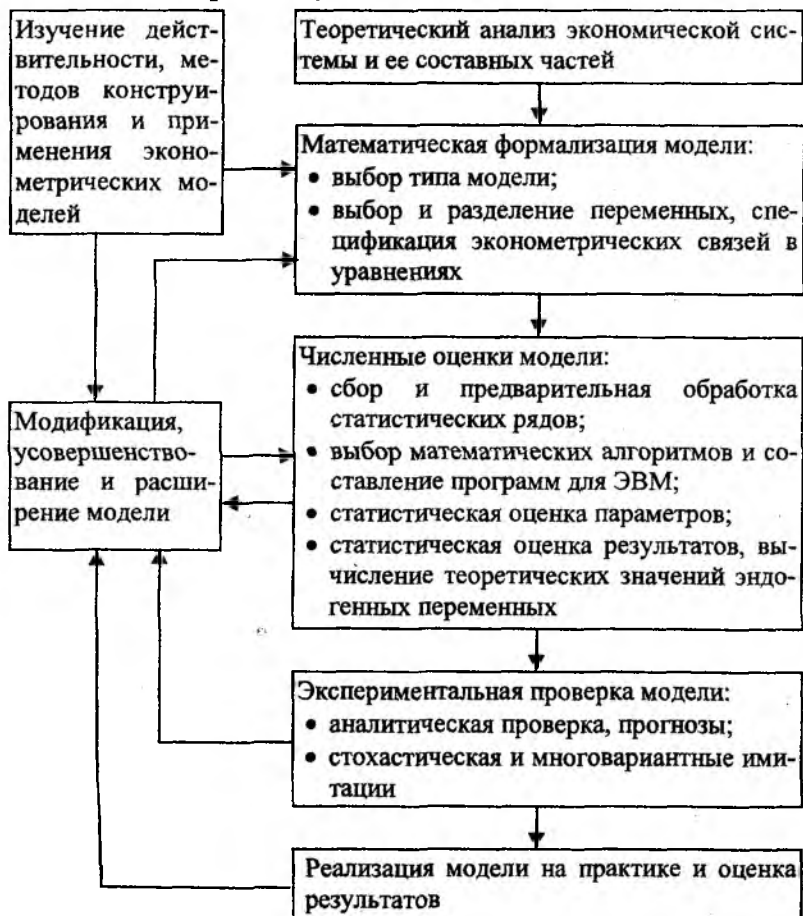 Изучение дейст-
вительности, ме-
тодов конструи-
рования и при-
менения эконо-
метрических мо-
делей
Теоретический анализ экономической сис-
темы и ее составных частей
Математическая формализация модели:
• выбор типа модели;
• выбор и разделение переменных, спе-
цификация эконометрических связей в
уравнениях
Численные оценки модели:
• сбор и предварительная обработка
статистических рядов;
• выбор математических алгоритмов и со-
ставление программ для ЭВМ;
• статистическая оценка параметров;
• статистическая оценка результатов, вы-
числение теоретических значений эндо-
генных переменных
Модификация,
усовершенство-
вание и расши-
рение модели
Экспериментальная проверка модели:
• аналитическая проверка, прогнозы;
• стохастическая и многовариантные ими-
тации
Реализация модели на практике и оценка
результатов